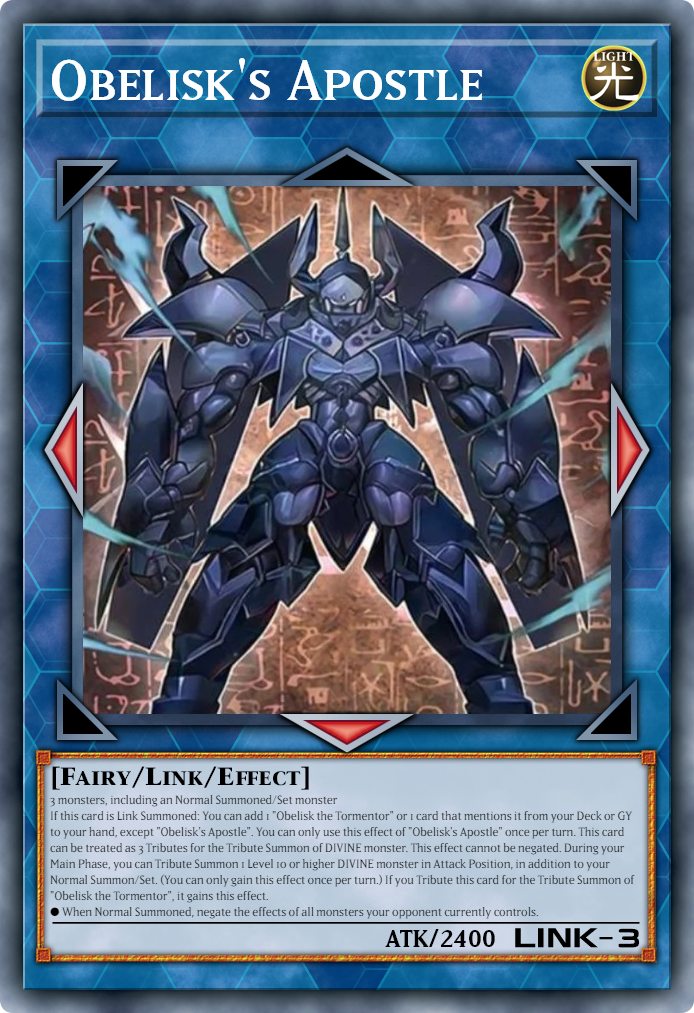 Obelisk's Apostle
LIGHT
光
[Fairy/Link/Effect]
3 monsters, including an Normal Summoned/Set monster
If this card is Link Summoned: You can add 1 "Obelisk the Tormentor" or 1 card that mentions it from your Deck or GY
to your hand, except "Obelisk's Apostle". You can only use this effect of "Obelisk's Apostle" once per turn. This card
can be treated as 3 Tributes for the Tribute Summon of DIVINE monster. This effect cannot be negated. During your
Main Phase, you can Tribute Summon 1 Level 10 or higher DIVINE monster in Attack Position, in addition to your
Normal Summon/Set. (You can only gain this effect once per turn.) If you Tribute this card for the Tribute Summon of
"Obelisk the Tormentor", it gains this effect.
● When Normal Summoned, negate the effects of all monsters your opponent currently controls.
ATK/2400 LINK-3